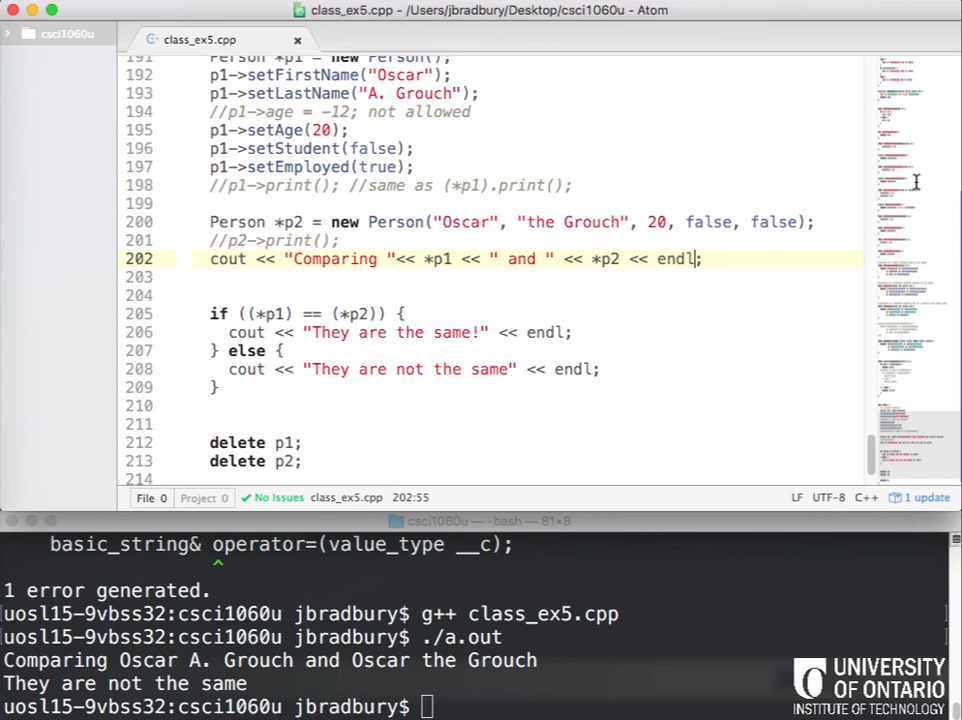 class_ex5.cpp - /Users/jbradbury/Desktop/csci1060u - Atom
csci1060u
class_ex5.cpp
191 Person *p1 = new Person();
192 p1->setFirstName("Oscar");
193 p1->setLastName("A. Grouch");
194 //p1->age = -12; not allowed
195 p1->setAge(20);
196 p1->setStudent(false);
197 p1->setEmployed(true);
198 //p1->print(); //same as (*p1).print();
199
200 Person *p2 = new Person("Oscar", "the Grouch", 20, false, false);
201 //p2->print();
202 cout << "Comparing "<< *p1 << " and " << *p2 << endl;
203
204
205 if ((*p1) == (*p2)) {
206 cout << "They are the same!" << endl;
207 } else {
208 cout << "They are not the same" << endl;
209 }
210
211
212 delete p1;
213 delete p2;
214
File 0 Project 0 No Issues class_ex5.cpp 202:55 LF UTF-8 C++ 1 update
csci1060u — -bash — 81×8
basic_string& operator=(value_type __c);
^
1 error generated.
uosl15-9vbss32:csci1060u jbradbury$ g++ class_ex5.cpp
uosl15-9vbss32:csci1060u jbradbury$ ./a.out
Comparing Oscar A. Grouch and Oscar the Grouch
They are not the same
uosl15-9vbss32:csci1060u jbradbury$
UNIVERSITY
OF ONTARIO
INSTITUTE OF TECHNOLOGY